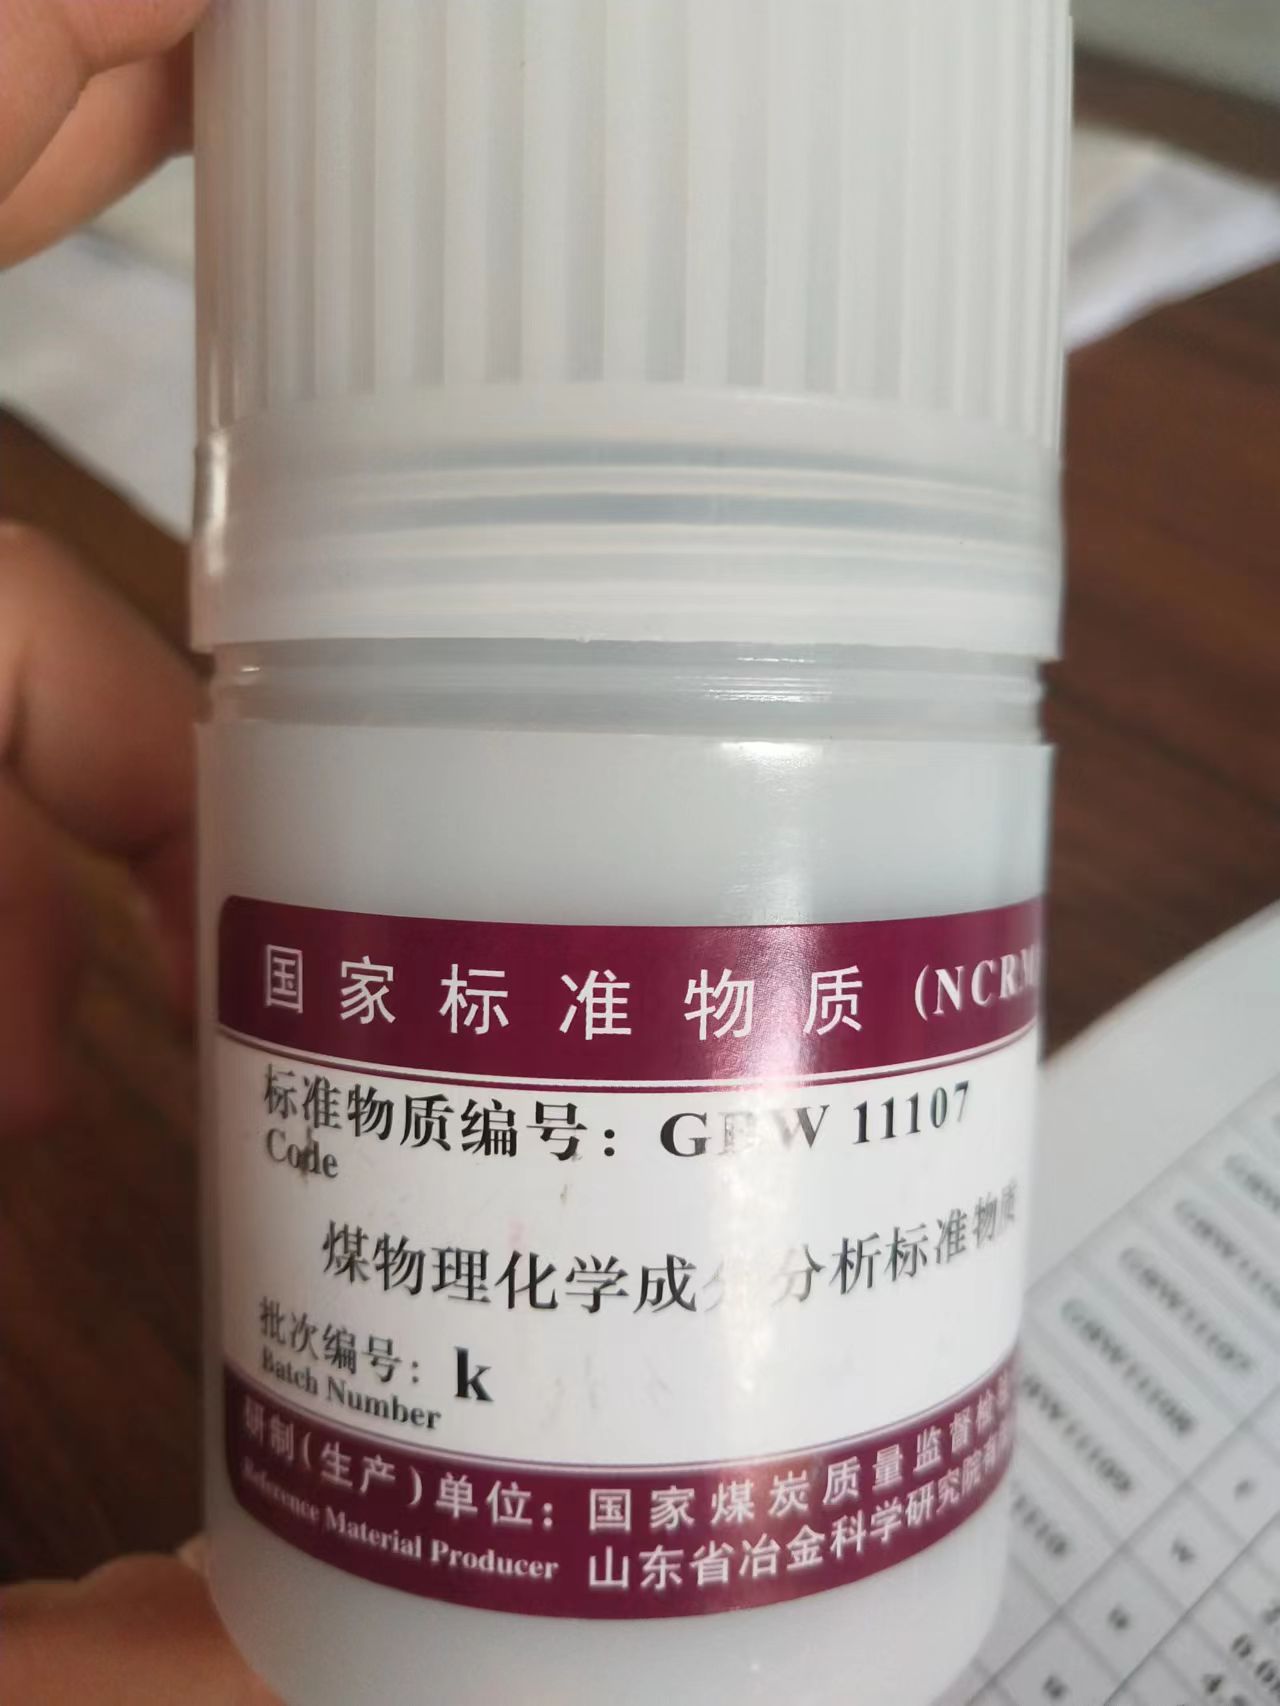 国家标准物质 (NCRM
标准物质编号: GBW 11107
Code
煤物理化学成分分析标准物质
批次编号: k
Batch Number
研制(生产)单位: 国家煤炭质量监督检验
Reference Material Producer 山东省冶金科学研究院有
GBW11107
GBW11108